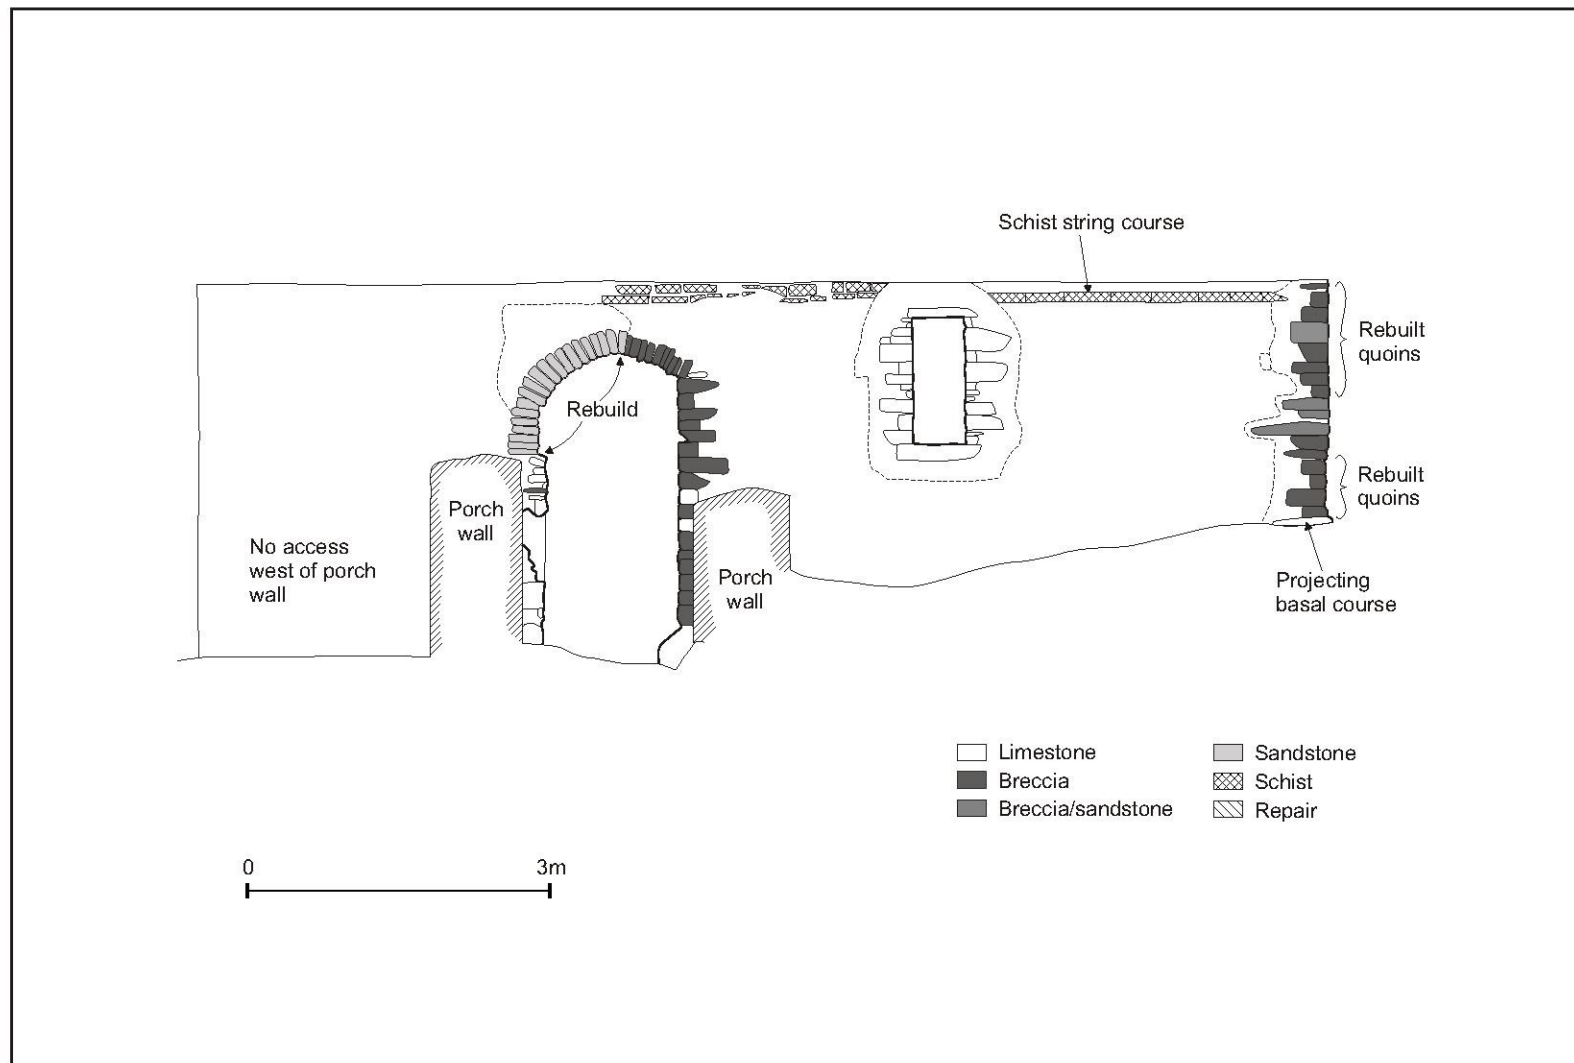 Schist string course
Rebuilt
quoins
Rebuild
Rebuilt
quoins
Porch
wall
No access
west of porch
wall
Porch
wall
Projecting
basal course
Limestone
Breccia
Breccia/sandstone
Sandstone
Schist
Repair
0 3m